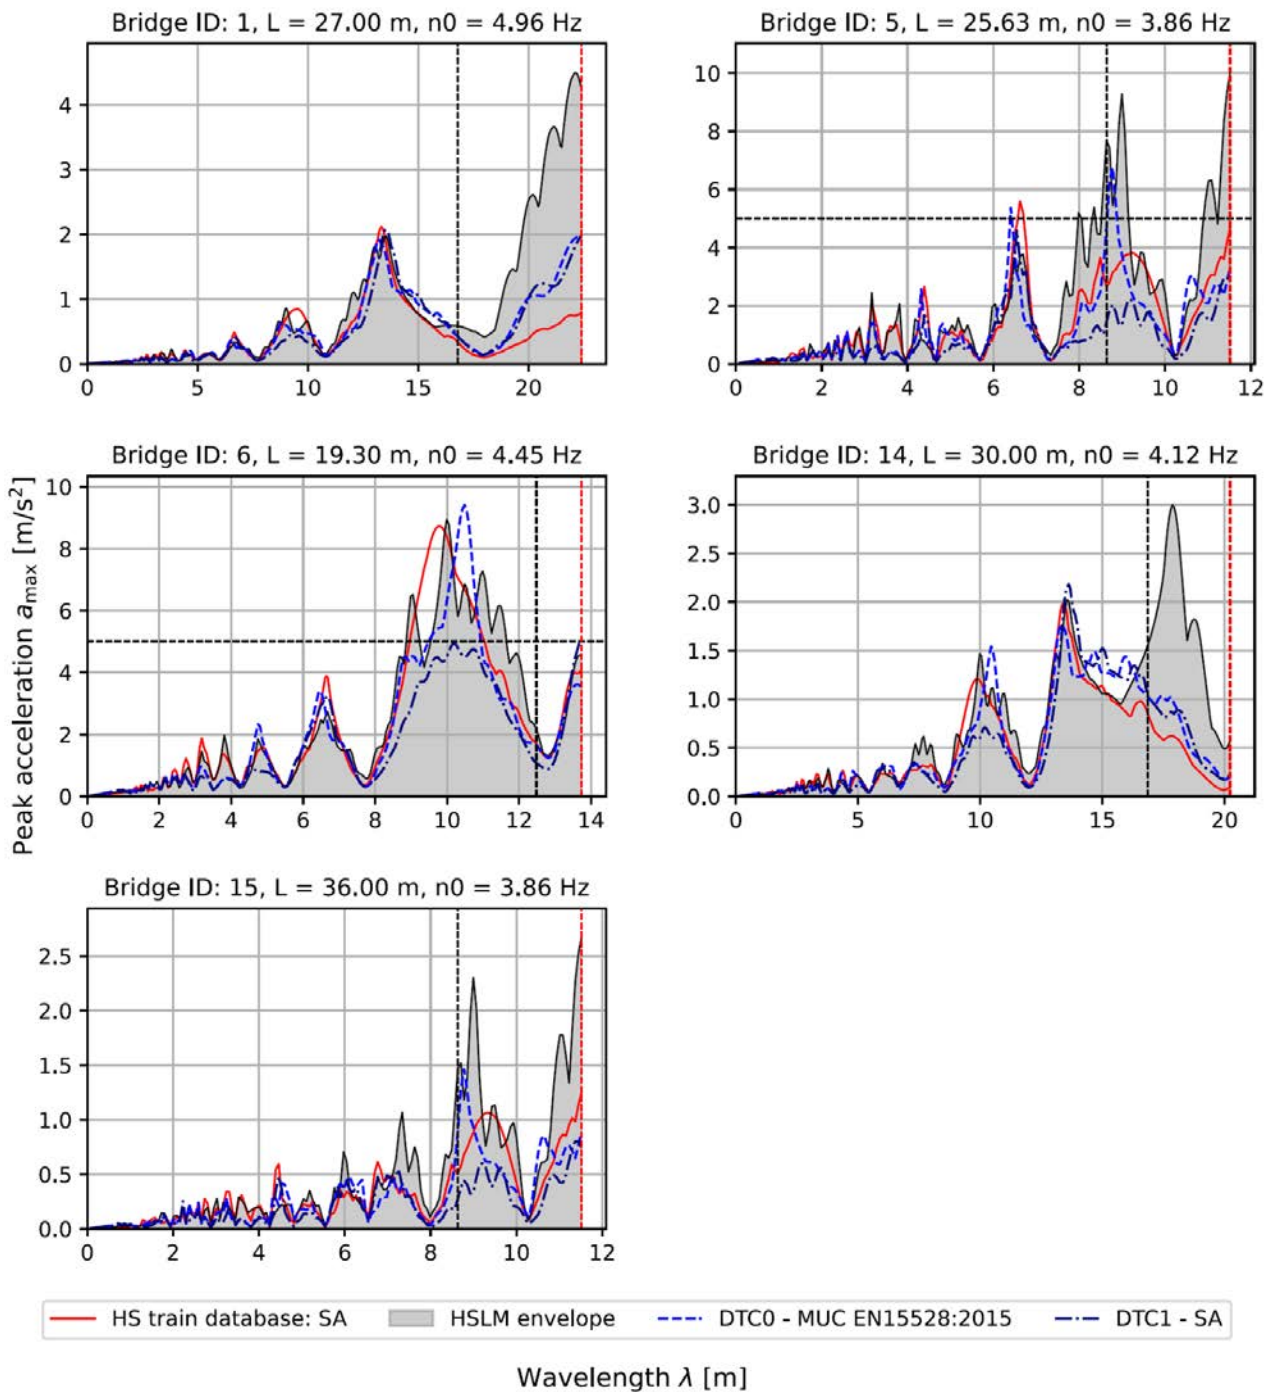 Bridge ID: 1, L = 27.00 m, n0 = 4.96 Hz
4
3
2
1
0
0 5 10 15 20
Bridge ID: 5, L = 25.63 m, n0 = 3.86 Hz
10
8
6
4
2
0
0 2 4 6 8 10 12
Peak acceleration a_max [m/s²]
Bridge ID: 6, L = 19.30 m, n0 = 4.45 Hz
10
8
6
4
2
0
0 2 4 6 8 10 12 14
Bridge ID: 14, L = 30.00 m, n0 = 4.12 Hz
3.0
2.5
2.0
1.5
1.0
0.5
0.0
0 5 10 15 20
Bridge ID: 15, L = 36.00 m, n0 = 3.86 Hz
2.5
2.0
1.5
1.0
0.5
0.0
0 2 4 6 8 10 12
HS train database: SA HSLM envelope DTC0 - MUC EN15528:2015 DTC1 - SA
Wavelength λ [m]